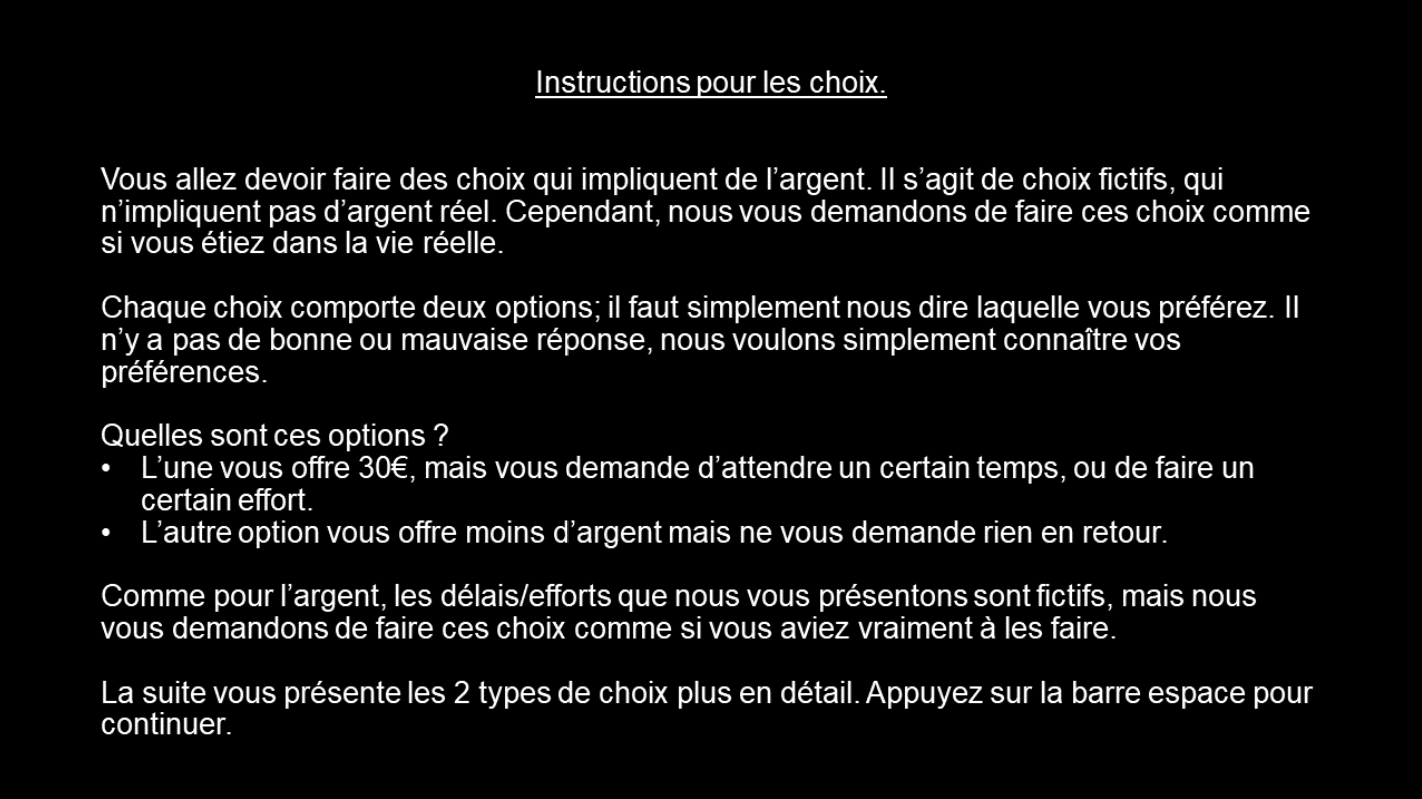 Instructions pour les choix.
Vous allez devoir faire des choix qui impliquent de l’argent. Il s’agit de choix fictifs, qui
n’impliquent pas d’argent réel. Cependant, nous vous demandons de faire ces choix comme
si vous étiez dans la vie réelle.
Chaque choix comporte deux options; il faut simplement nous dire laquelle vous préférez. Il
n’y a pas de bonne ou mauvaise réponse, nous voulons simplement connaître vos
préférences.
Quelles sont ces options ?
• L’une vous offre 30€, mais vous demande d’attendre un certain temps, ou de faire un
certain effort.
• L’autre option vous offre moins d’argent mais ne vous demande rien en retour.
Comme pour l’argent, les délais/efforts que nous vous présentons sont fictifs, mais nous
vous demandons de faire ces choix comme si vous aviez vraiment à les faire.
La suite vous présente les 2 types de choix plus en détail. Appuyez sur la barre espace pour
continuer.